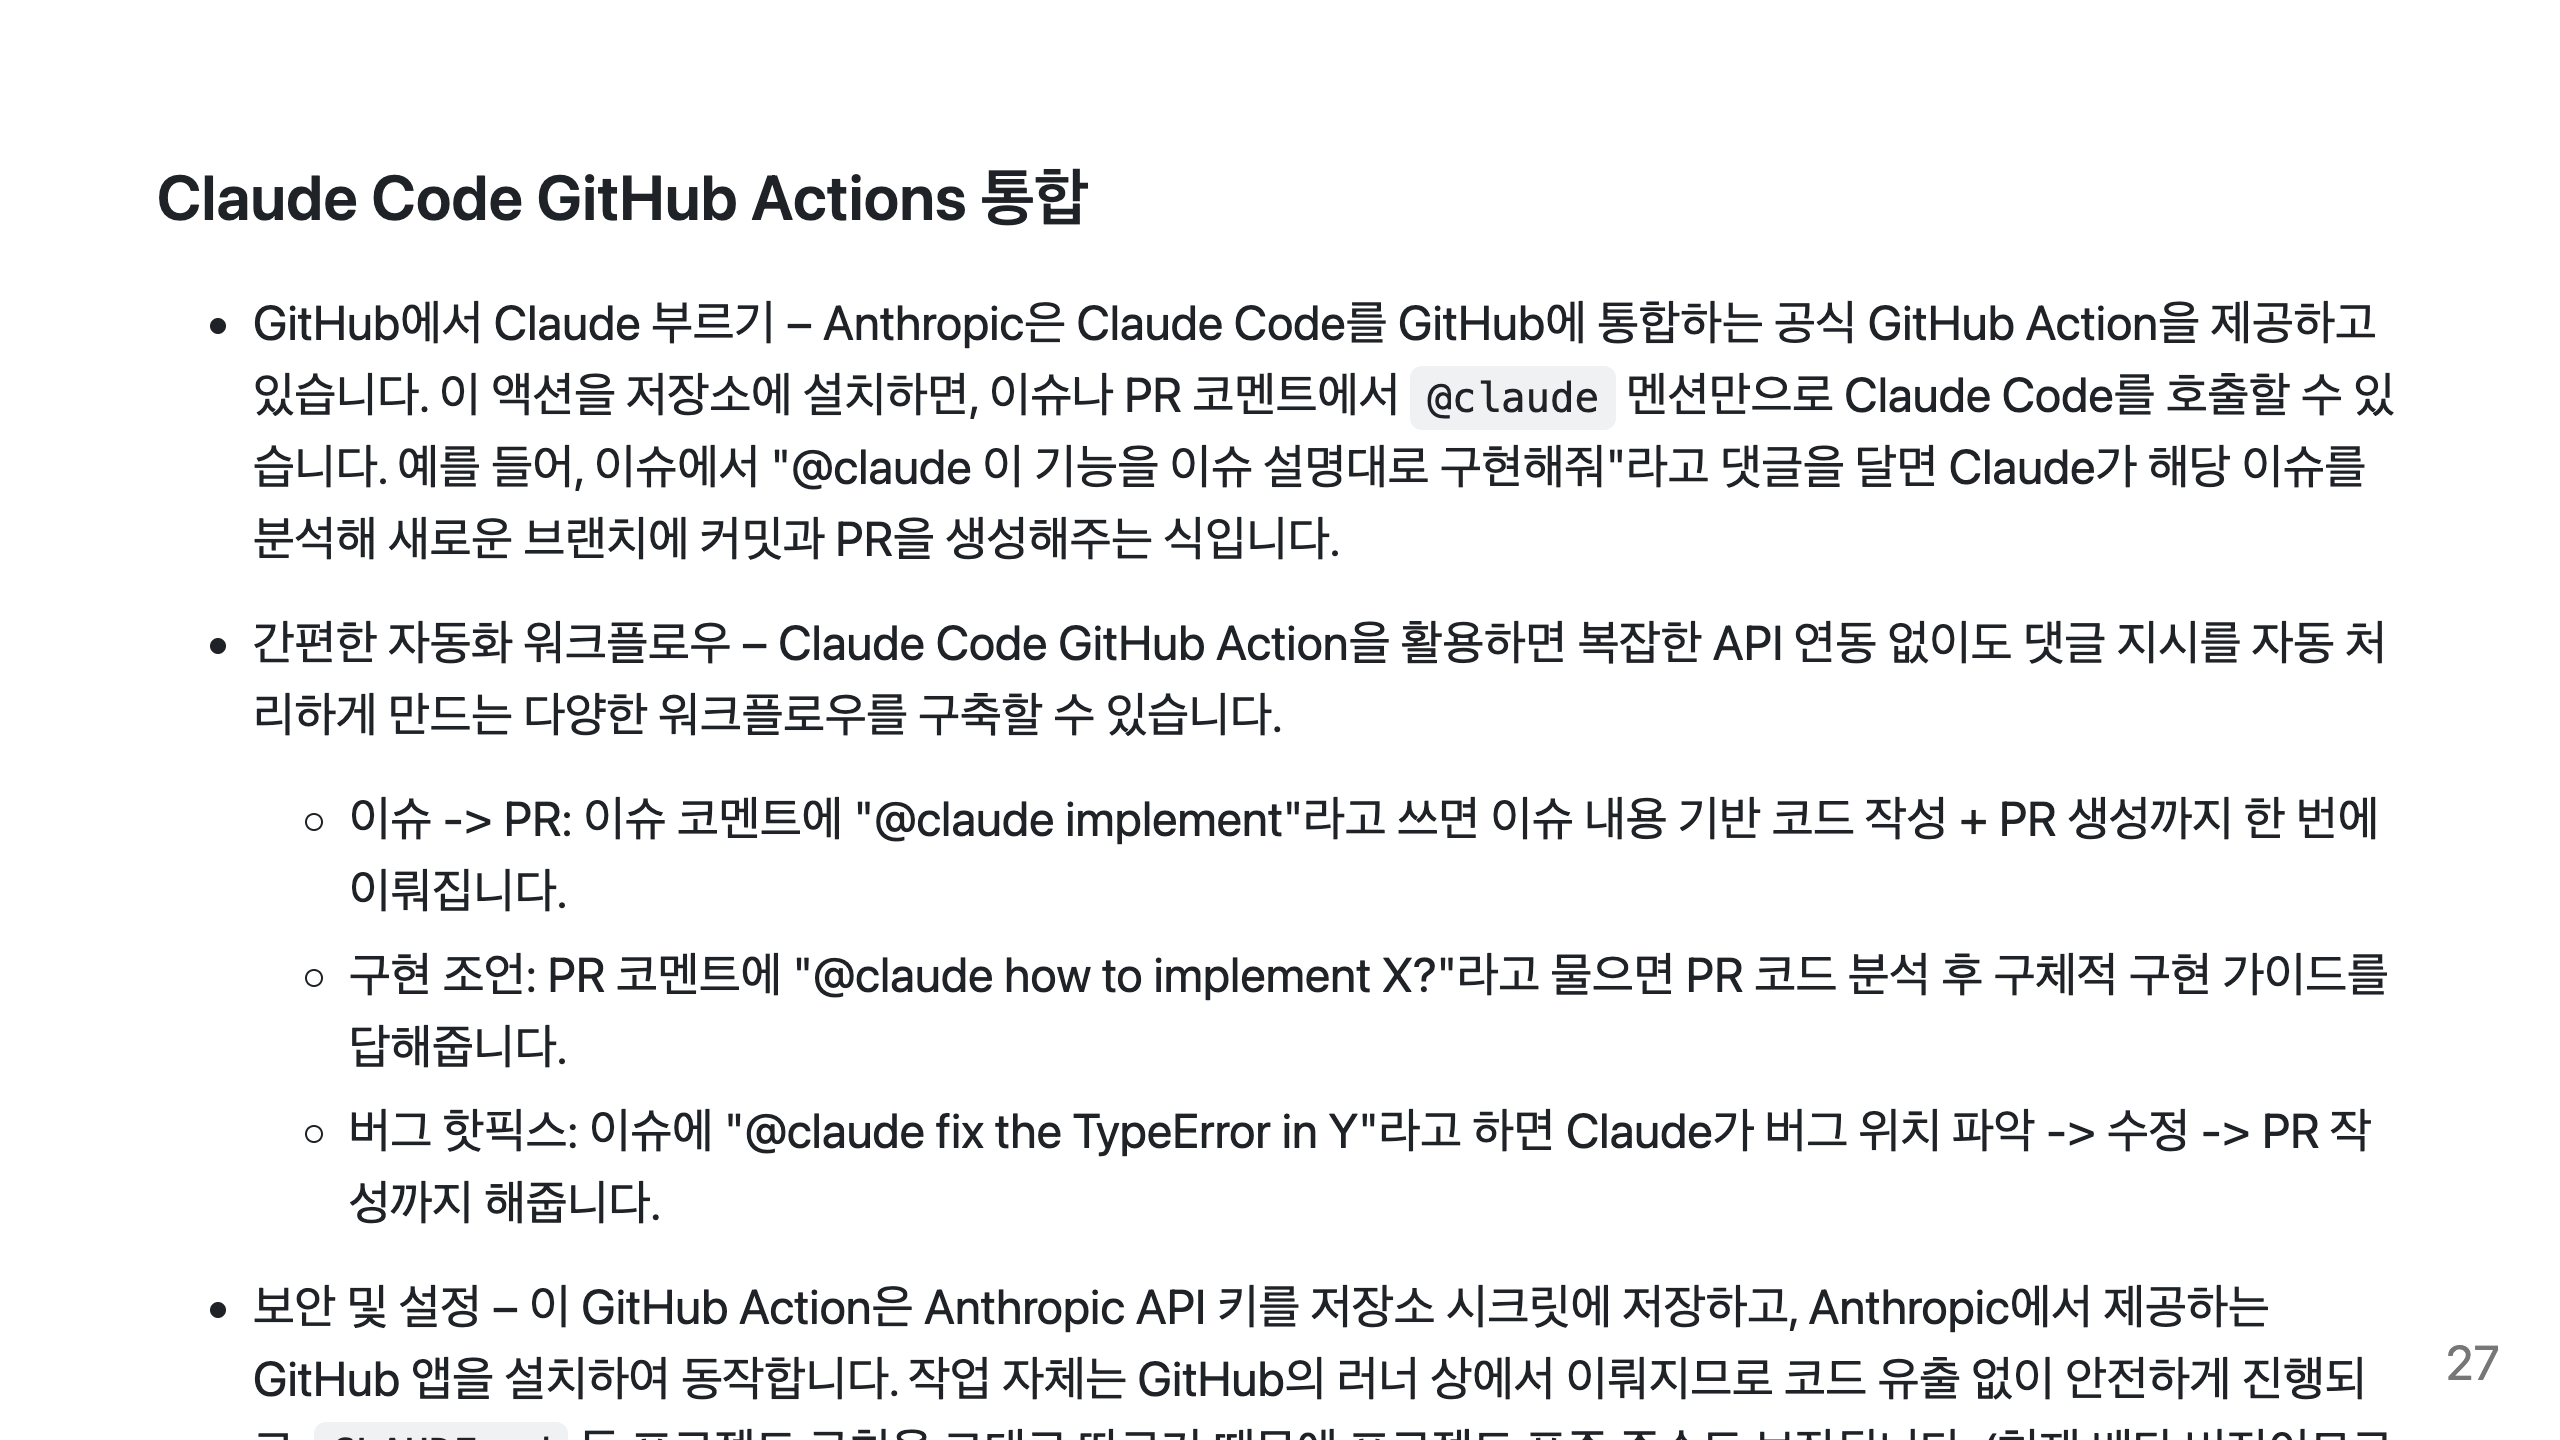 Claude Code GitHub Actions 통합
• GitHub에서 Claude 부르기 – Anthropic은 Claude Code를 GitHub에 통합하는 공식 GitHub Action을 제공하고
있습니다. 이 액션을 저장소에 설치하면, 이슈나 PR 코멘트에서 @claude 멘션만으로 Claude Code를 호출할 수 있
습니다. 예를 들어, 이슈에서 "@claude 이 기능을 이슈 설명대로 구현해줘"라고 댓글을 달면 Claude가 해당 이슈를
분석해 새로운 브랜치에 커밋과 PR을 생성해주는 식입니다.
• 간편한 자동화 워크플로우 – Claude Code GitHub Action을 활용하면 복잡한 API 연동 없이도 댓글 지시를 자동 처
리하게 만드는 다양한 워크플로우를 구축할 수 있습니다.
○ 이슈 -> PR: 이슈 코멘트에 "@claude implement"라고 쓰면 이슈 내용 기반 코드 작성 + PR 생성까지 한 번에
이뤄집니다.
○ 구현 조언: PR 코멘트에 "@claude how to implement X?"라고 물으면 PR 코드 분석 후 구체적 구현 가이드를
답해줍니다.
○ 버그 핫픽스: 이슈에 "@claude fix the TypeError in Y"라고 하면 Claude가 버그 위치 파악 -> 수정 -> PR 작
성까지 해줍니다.
• 보안 및 설정 – 이 GitHub Action은 Anthropic API 키를 저장소 시크릿에 저장하고, Anthropic에서 제공하는
GitHub 앱을 설치하여 동작합니다. 작업 자체는 GitHub의 러너 상에서 이뤄지므로 코드 유출 없이 안전하게 진행되
27